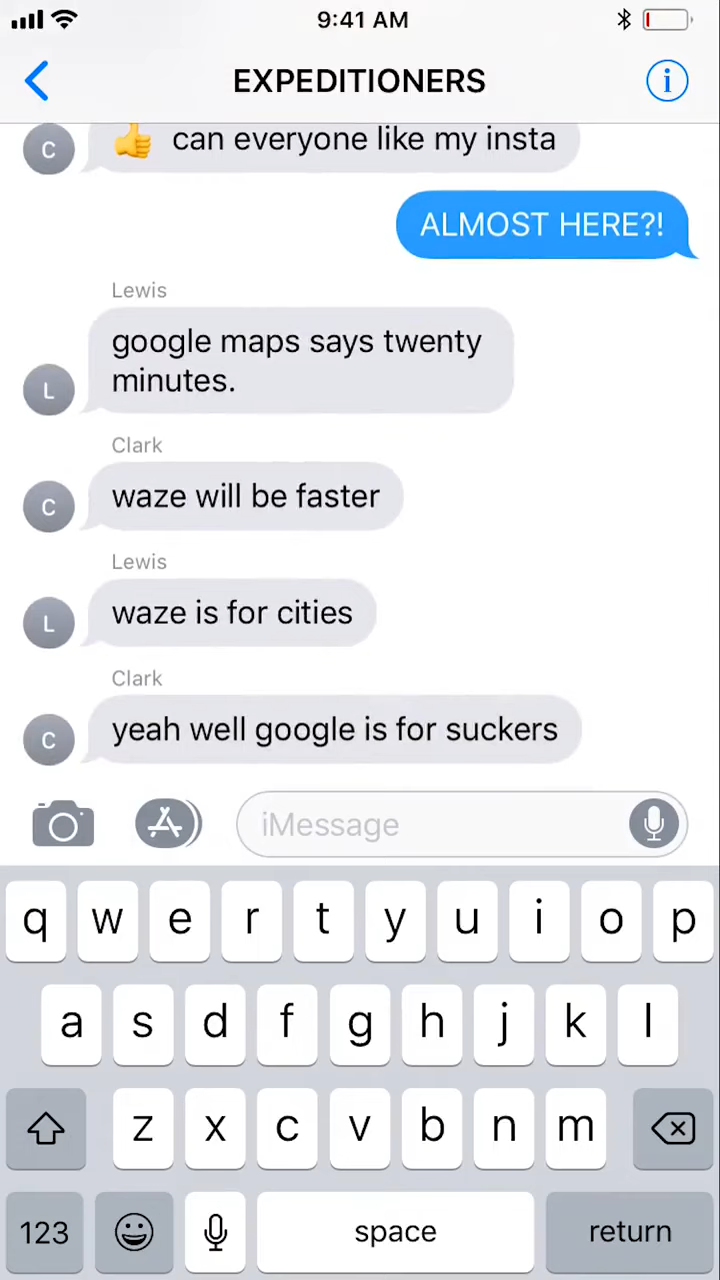 9:41 AM
EXPEDITIONERS
C
👍 can everyone like my insta
ALMOST HERE?!
Lewis
google maps says twenty
minutes.
L
Clark
waze will be faster
C
Lewis
waze is for cities
L
Clark
yeah well google is for suckers
C
iMessage
q w e r t y u i o p
a s d f g h j k l
z x c v b n m
123 space return